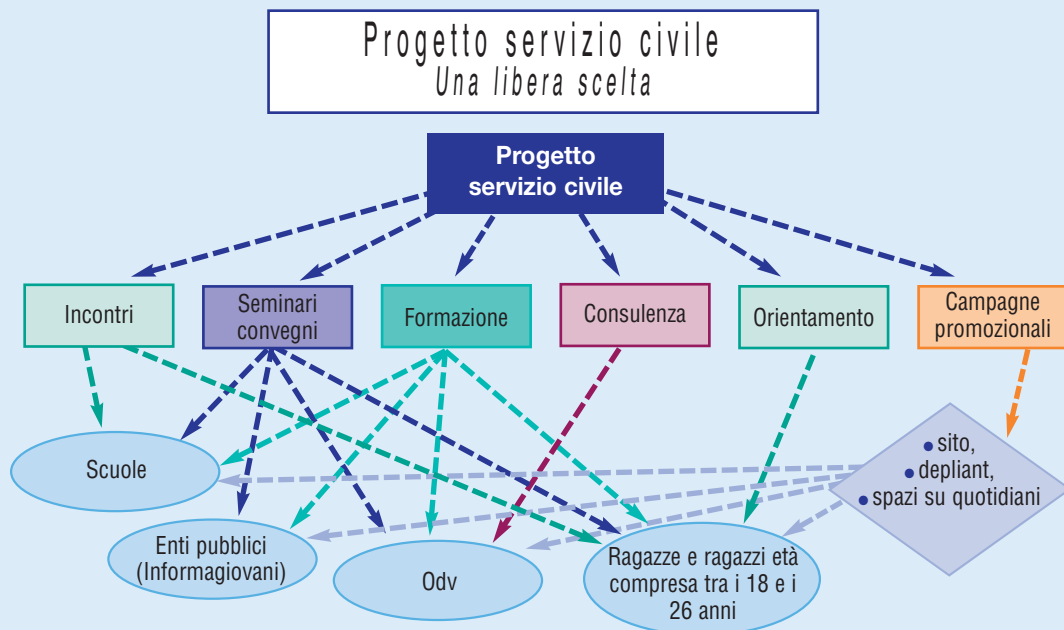 Progetto servizio civile
Una libera scelta
Progetto
servizio civile
Incontri
Seminari
convegni
Formazione
Consulenza
Orientamento
Campagne
promozionali
• sito,
• depliant,
• spazi su quotidiani
Scuole
Enti pubblici
(Informagiovani)
Odv
Ragazze e ragazzi età
compresa tra i 18 e i
26 anni